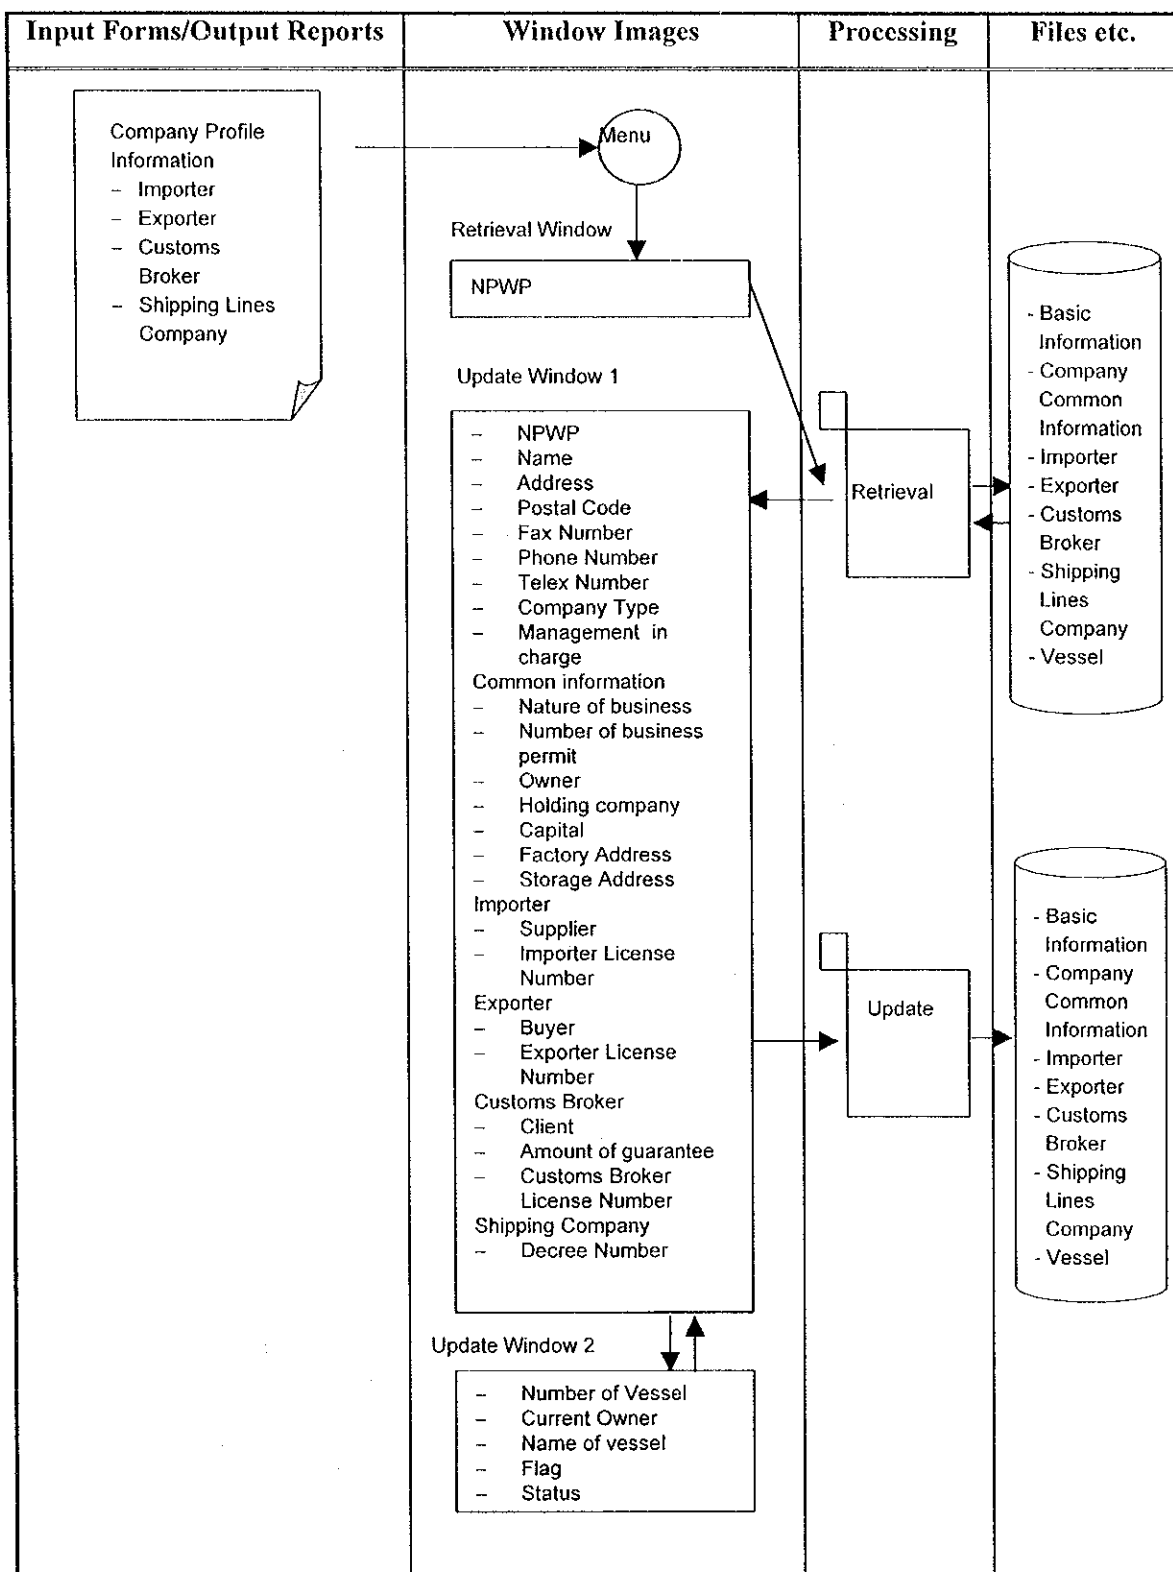 Input Forms/Output Reports
Window Images
Processing
Files etc.
Company Profile
Information
– Importer
– Exporter
– Customs
Broker
– Shipping Lines
Company
Menu
Retrieval Window
NPWP
Update Window 1
– NPWP
– Name
– Address
– Postal Code
– Fax Number
– Phone Number
– Telex Number
– Company Type
– Management in
charge
Common information
– Nature of business
– Number of business
permit
– Owner
– Holding company
– Capital
– Factory Address
– Storage Address
Importer
– Supplier
– Importer License
Number
Exporter
– Buyer
– Exporter License
Number
Customs Broker
– Client
– Amount of guarantee
– Customs Broker
License Number
Shipping Company
– Decree Number
Update Window 2
– Number of Vessel
– Current Owner
– Name of vessel
– Flag
– Status
Retrieval
Update
- Basic
Information
- Company
Common
Information
- Importer
- Exporter
- Customs
Broker
- Shipping
Lines
Company
- Vessel
- Basic
Information
- Company
Common
Information
- Importer
- Exporter
- Customs
Broker
- Shipping
Lines
Company
- Vessel